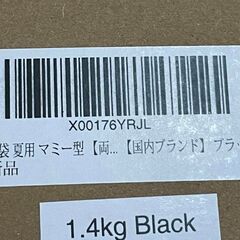 X00176YRJL
袋 夏用 マミー型 【両... 【国内ブランド】 ブラッ
品
1.4kg Black